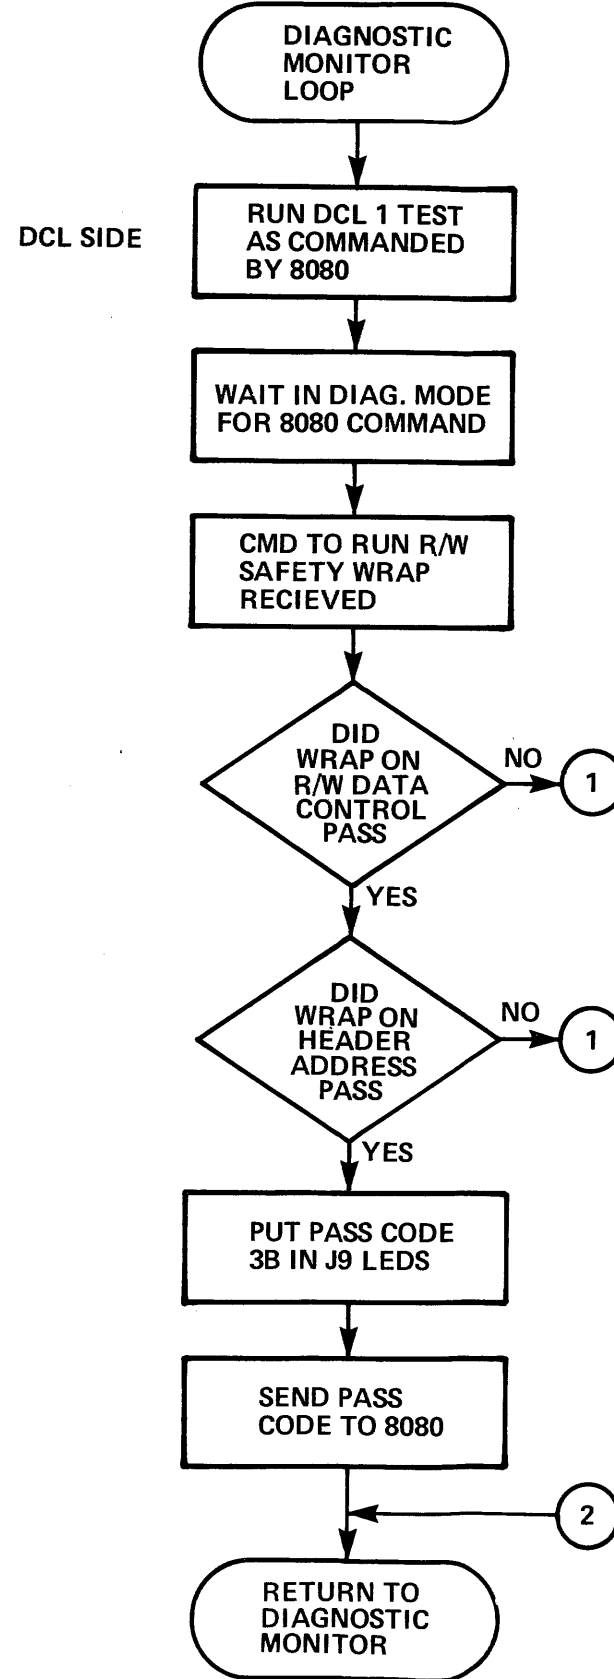 DIAGNOSTIC
MONITOR
LOOP
DCL SIDE
RUN DCL 1 TEST
AS COMMANDED
BY 8080
WAIT IN DIAG. MODE
FOR 8080 COMMAND
CMD TO RUN R/W
SAFETY WRAP
RECIEVED
DID
WRAP ON
R/W DATA
CONTROL
PASS
NO
1
YES
DID
WRAP ON
HEADER
ADDRESS
PASS
NO
1
YES
PUT PASS CODE
3B IN J9 LEDS
SEND PASS
CODE TO 8080
2
RETURN TO
DIAGNOSTIC
MONITOR